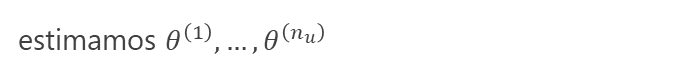 estimamos θ⁽¹⁾, … , θ⁽ⁿᵘ⁾